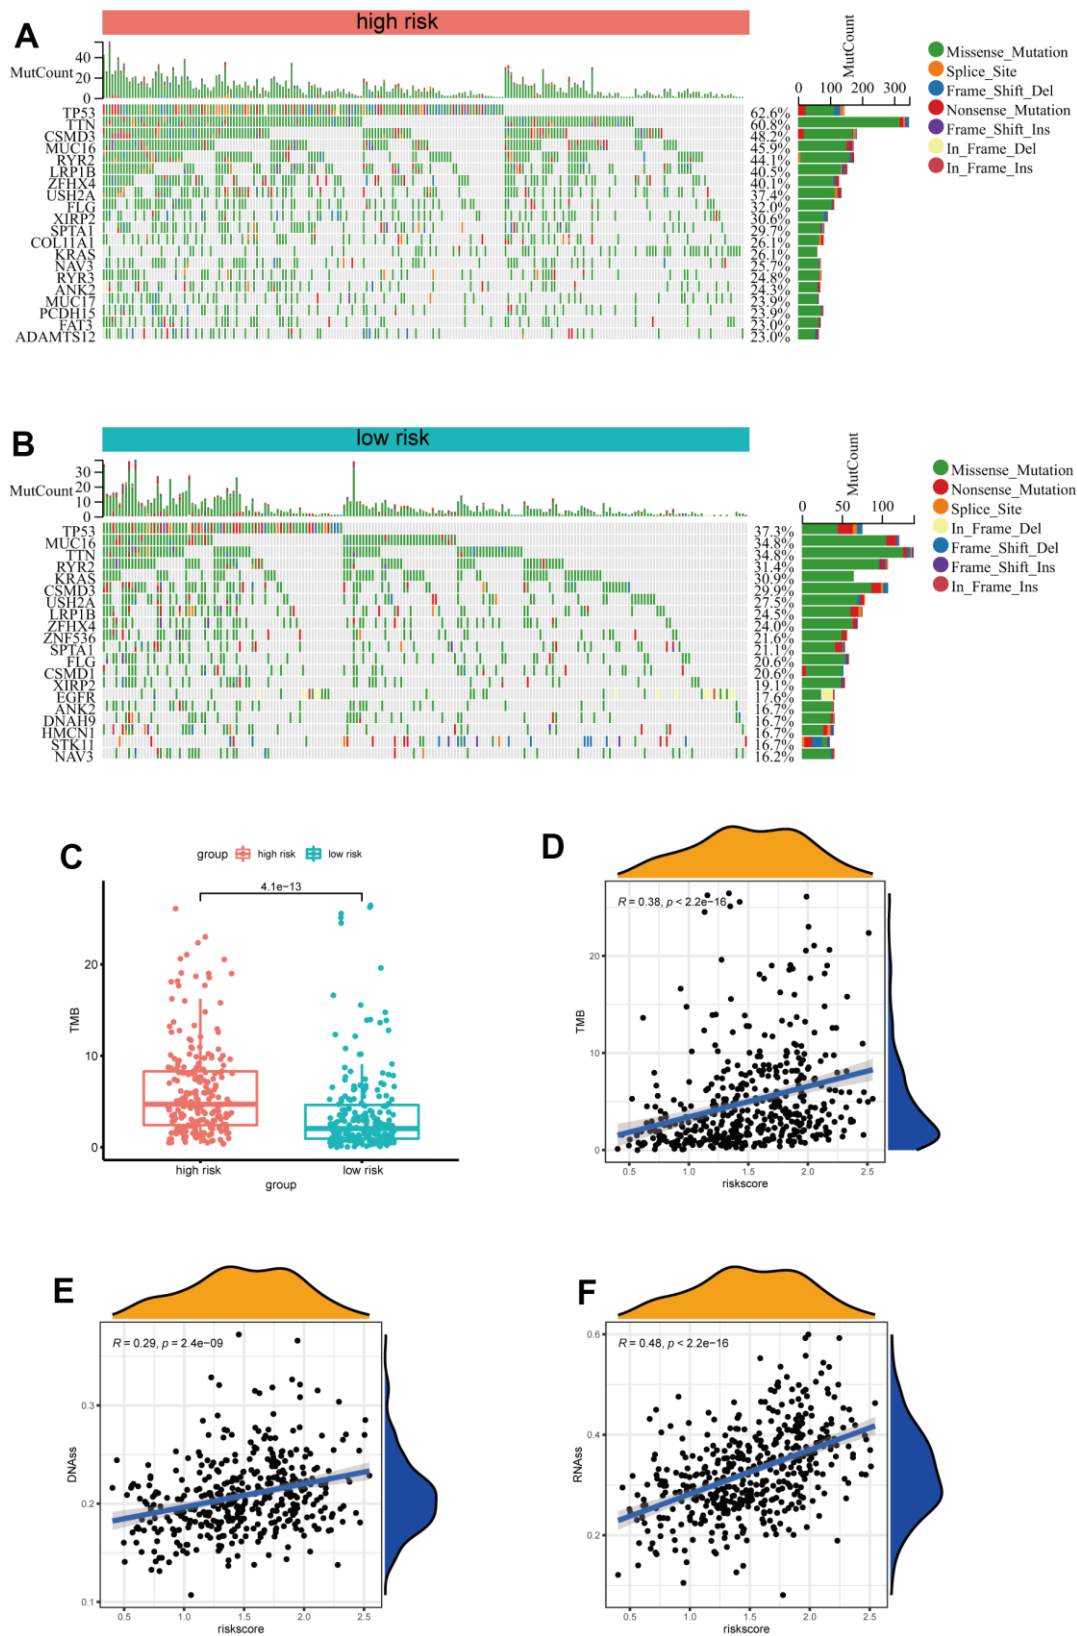 A
high risk
MutCount
40
20
0
TP53 62.6%
TTN 60.8%
CSMD3 48.2%
MUC16 45.9%
RYR2 44.1%
LRP1B 40.5%
ZFHX4 40.1%
USH2A 37.4%
FLG 32.0%
XIRP2 30.6%
SPTA1 29.7%
COL11A1 26.1%
KRAS 26.1%
NAV3 25.7%
RYR3 24.8%
ANK2 24.3%
MUC17 23.9%
PCDH15 23.9%
FAT3 23.0%
ADAMTS12 23.0%
MutCount
0 100 200 300
Missense_Mutation
Splice_Site
Frame_Shift_Del
Nonsense_Mutation
Frame_Shift_Ins
In_Frame_Del
In_Frame_Ins
B
low risk
MutCount
30
20
10
0
TP53 37.3%
MUC16 34.8%
TTN 34.8%
RYR2 31.4%
KRAS 30.9%
CSMD3 29.9%
USH2A 27.5%
LRP1B 24.5%
ZFHX4 24.0%
ZNF536 21.6%
SPTA1 21.1%
FLG 20.6%
CSMD1 20.6%
XIRP2 19.1%
EGFR 17.6%
ANK2 16.7%
DNAH9 16.7%
HMCN1 16.7%
STK11 16.7%
NAV3 16.2%
MutCount
0 50 100
Missense_Mutation
Nonsense_Mutation
Splice_Site
In_Frame_Del
Frame_Shift_Del
Frame_Shift_Ins
In_Frame_Ins
C
group high risk low risk
4.1e−13
TMB
20
10
0
high risk low risk
group
D
R = 0.38, p < 2.2e−16
TMB
20
10
0
0.5 1.0 1.5 2.0 2.5
riskscore
E
R = 0.29, p = 2.4e−09
DNAss
0.3
0.2
0.1
0.5 1.0 1.5 2.0 2.5
riskscore
F
R = 0.48, p < 2.2e−16
RNAss
0.6
0.4
0.2
0.5 1.0 1.5 2.0 2.5
riskscore